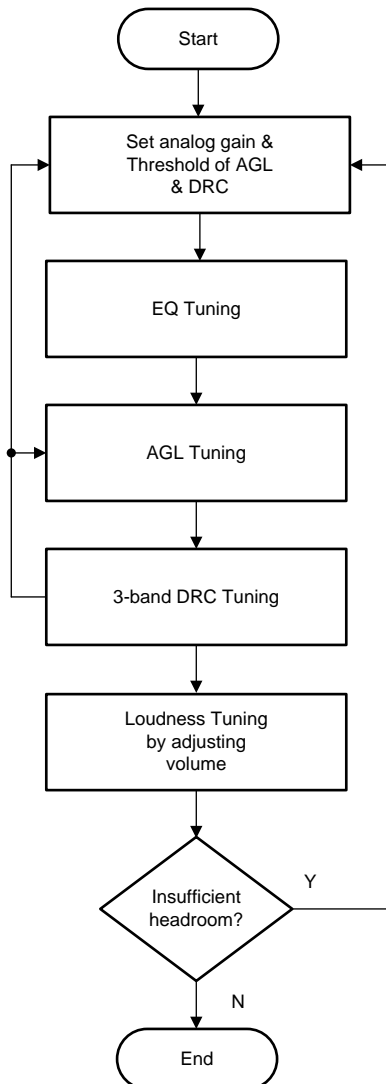 Start
Set analog gain &
Threshold of AGL
& DRC
EQ Tuning
AGL Tuning
3-band DRC Tuning
Loudness Tuning
by adjusting
volume
Insufficient
headroom?
Y
N
End